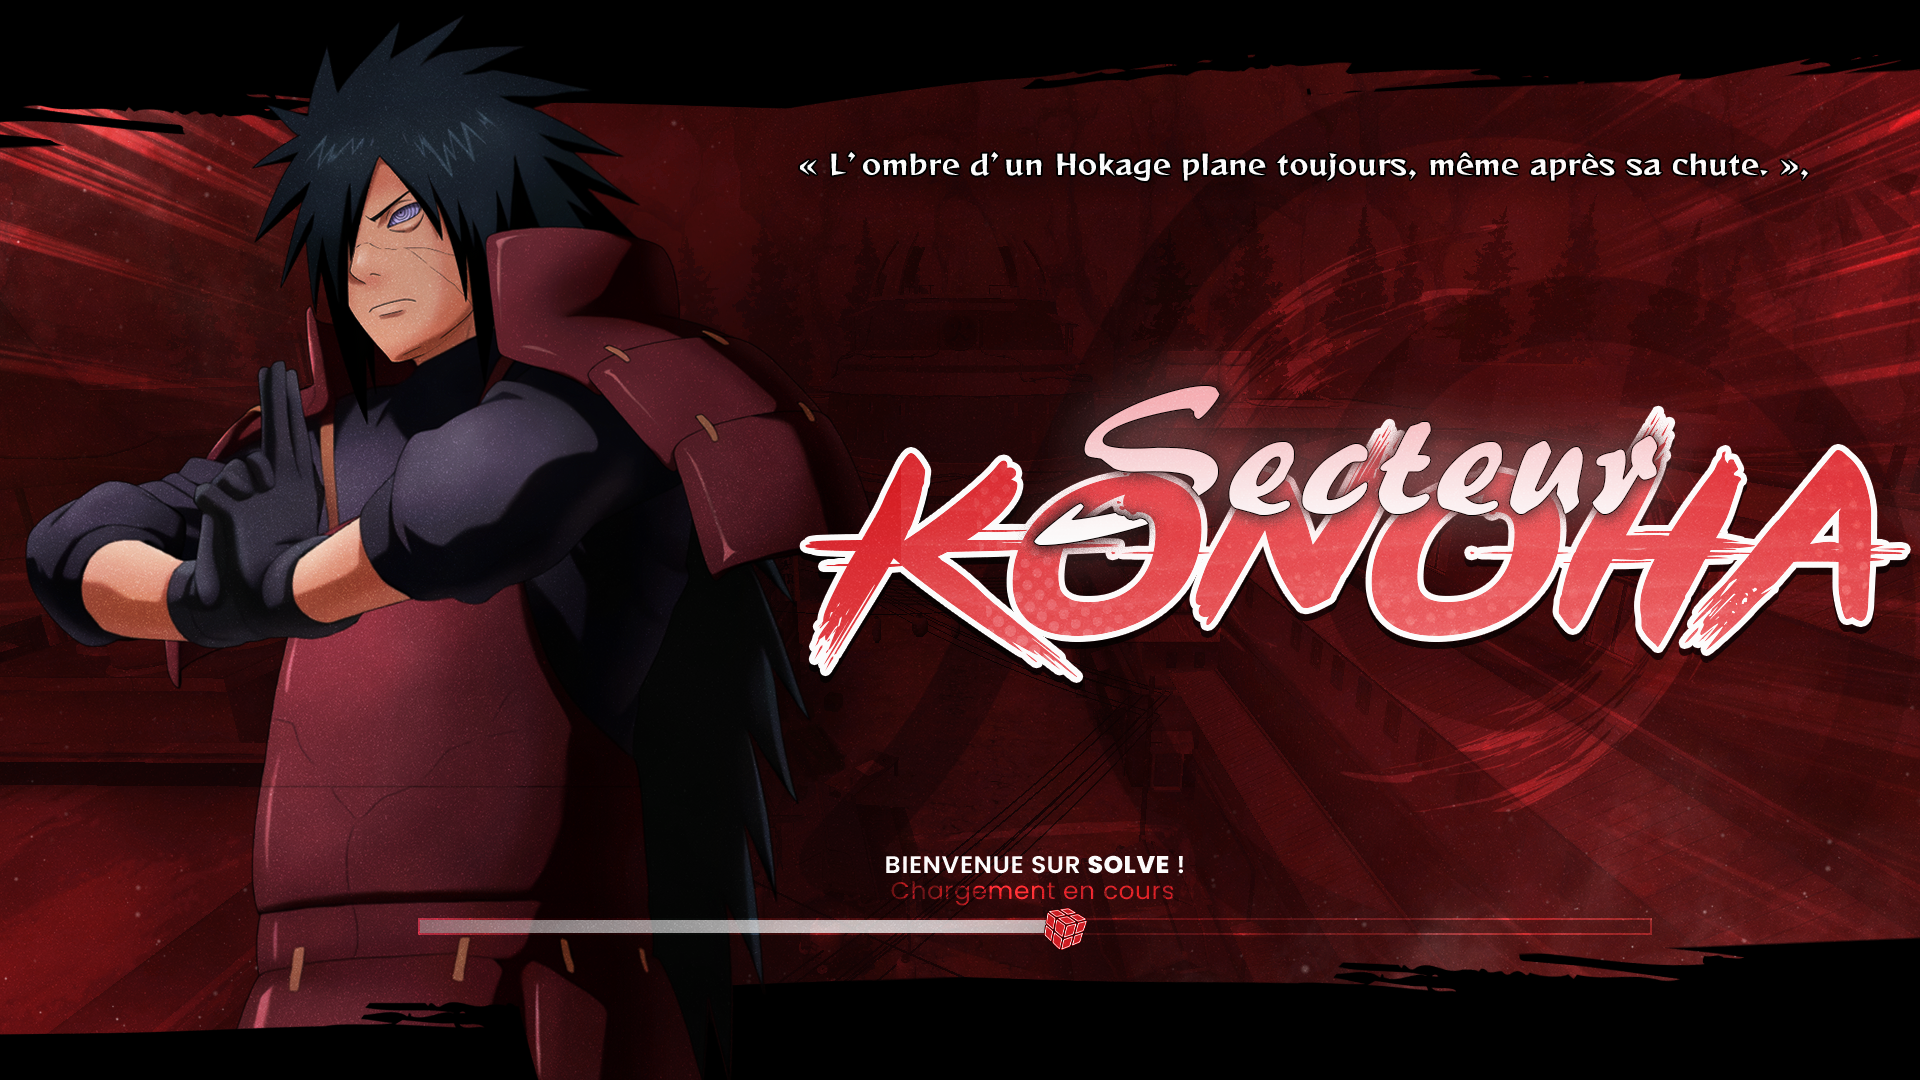 « L’ombre d’un Hokage plane toujours, même après sa chute. »,
Secteur
KONOHA
BIENVENUE SUR SOLVE !
Chargement en cours